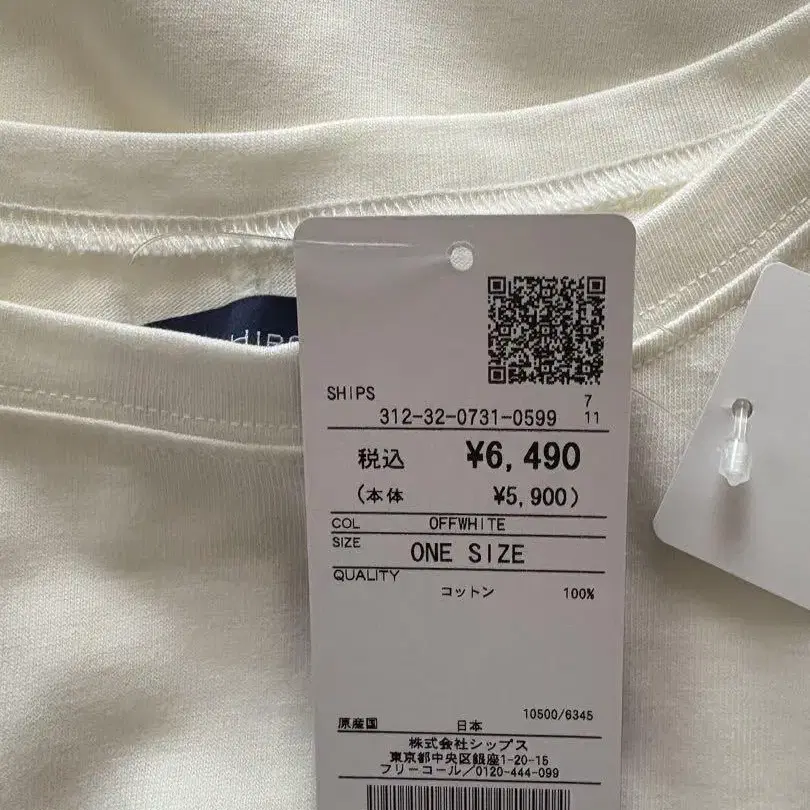 SHIPS
7
312-32-0731-0599 11
税込 ¥6,490
(本体 ¥5,900)
COL OFFWHITE
SIZE ONE SIZE
QUALITY
コットン 100%
10500/6345
原産国 日本
株式会社シップス
東京都中央区銀座1-20-15
フリーコール/0120-444-099